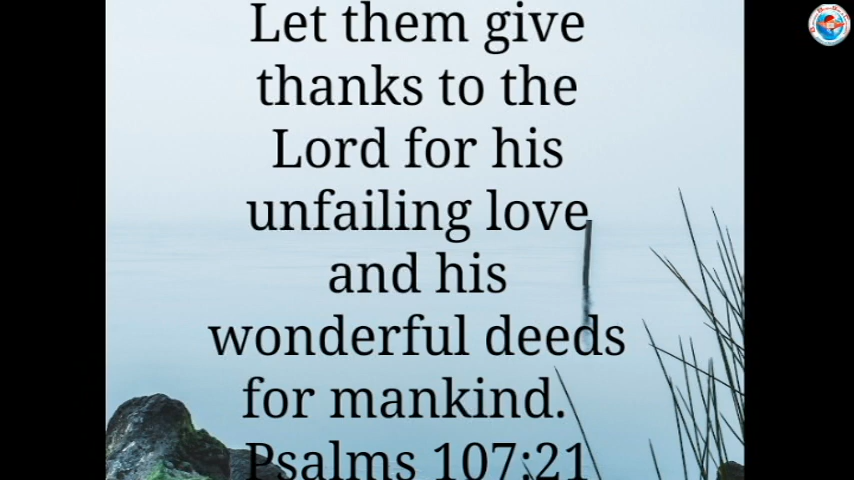 Let them give
thanks to the
Lord for his
unfailing love
and his
wonderful deeds
for mankind.
Psalms 107:21